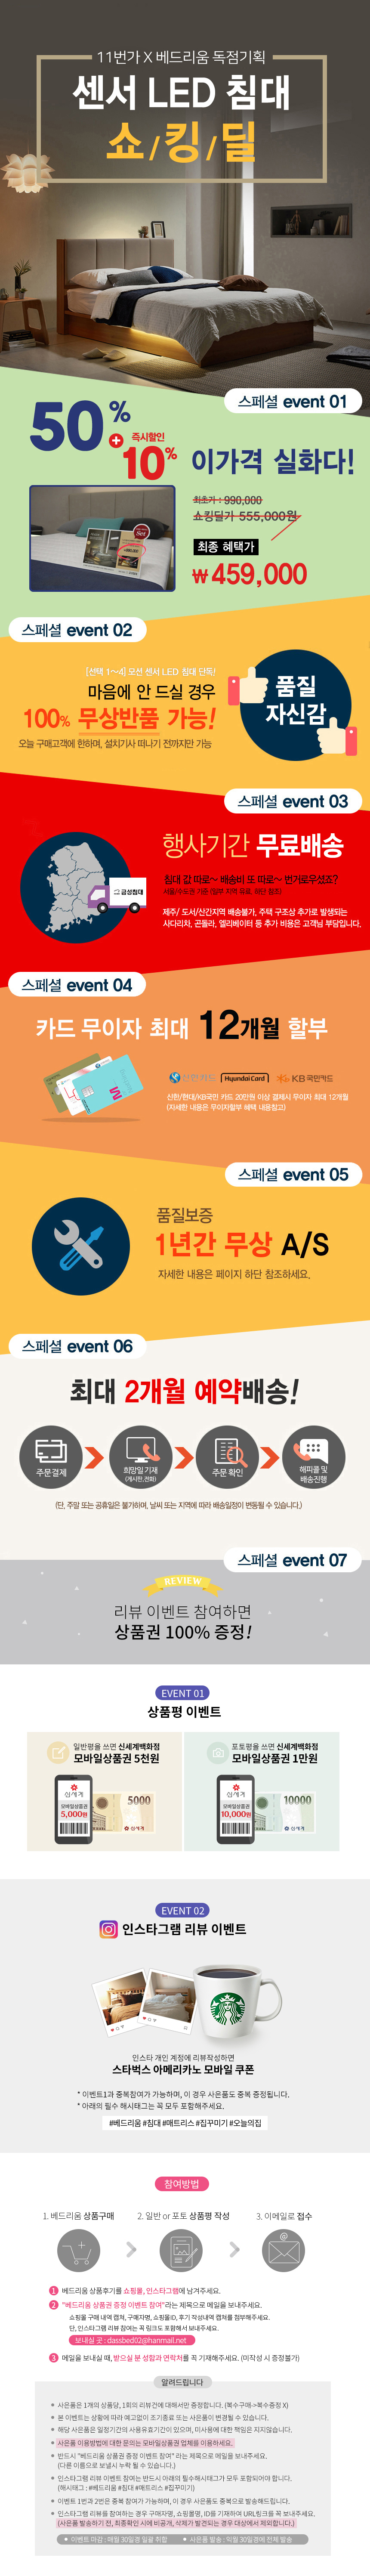 11번가 X 베드리움 독점기획
센서 LED 침대
쇼/킹/딜
스페셜 event 01
50%
즉시할인
+10%
이가격 실화다!
최초가 : 990,000
쇼킹딜가 555,000원
최종 혜택가
₩459,000
스페셜 event 02
[선택 1~4] 모션 센서 LED 침대 단독!
마음에 안 드실 경우
100% 무상반품 가능!
오늘 구매고객에 한하며, 설치기사 떠나기 전까지만 가능
품질
자신감
스페셜 event 03
행사기간 무료배송
침대 값 따로~ 배송비 또 따로~ 번거로우셨죠?
금성침대
제주/ 도서/산간지역 배송불가, 주택 구조상 추가로 발생되는
사다리차, 곤돌라, 엘리베이터 등 추가 비용은 고객님 부담입니다.
스페셜 event 04
카드 무이자 최대 12개월 할부
신한카드 Hyundai Card KB국민카드
신한/현대/KB국민 카드 20만원 이상 결제시 무이자 최대 12개월
(자세한 내용은 무이자할부 혜택 내용참고)
스페셜 event 05
품질보증
1년간 무상 A/S
자세한 내용은 페이지 하단 참조하세요.
스페셜 event 06
최대 2개월 예약배송!
주문결제
희망일 기재
(게시판,전화)
주문 확인
해피콜 및
배송진행
(단, 주말 또는 공휴일은 불가하며, 날씨 또는 지역에 따라 배송일정이 변동될 수 있습니다.)
스페셜 event 07
REVIEW
리뷰 이벤트 참여하면
상품권 100% 증정!
EVENT 01
상품평 이벤트
일반평을 쓰면 신세계백화점
모바일상품권 5천원
신세계
모바일상품권
5,000원
5000
신세계
포토평을 쓰면 신세계백화점
모바일상품권 1만원
신세계
모바일상품권
10,000원
10000
신세계
EVENT 02
인스타그램 리뷰 이벤트
인스타 개인 계정에 리뷰작성하면
스타벅스 아메리카노 모바일 쿠폰
* 이벤트1과 중복참여가 가능하며, 이 경우 사은품도 중복 증정됩니다.
* 아래의 필수 해시태그는 꼭 모두 포함해주세요.
#베드리움 #침대 #매트리스 #집꾸미기 #오늘의집
참여방법
1. 베드리움 상품구매
2. 일반 or 포토 상품평 작성
3. 이메일로 접수
1 베드리움 상품후기를 쇼핑몰, 인스타그램에 남겨주세요.
2 "베드리움 상품권 증정 이벤트 참여"라는 제목으로 메일을 보내주세요.
쇼핑몰 구매 내역 캡쳐, 구매자명, 쇼핑몰ID, 후기 작성내역 캡쳐를 첨부해주세요.
단, 인스타그램 리뷰 참여는 꼭 링크도 포함해서 보내주세요.
보내실 곳 : dassbed02@hanmail.net
3 메일을 보내실 때, 받으실 분 성함과 연락처를 꼭 기재해주세요. (미작성 시 증정불가)
알려드립니다
사은품은 1개의 상품당, 1회의 리뷰건에 대해서만 증정합니다. (복수구매->복수증정 X)
본 이벤트는 상황에 따라 예고없이 조기종료 또는 사은품이 변경될 수 있습니다.
해당 사은품은 일정기간의 사용유효기간이 있으며, 미사용에 대한 책임은 지지않습니다.
사은품 이용방법에 대한 문의는 모바일상품권 업체를 이용하세요.
반드시 "베드리움 상품권 증정 이벤트 참여" 라는 제목으로 메일을 보내주세요.
(다른 이름으로 보낼시 누락 될 수 있습니다.)
인스타그램 리뷰 이벤트 참여는 반드시 아래의 필수해시태그가 모두 포함되어야 합니다.
(해시태그 : #베드리움 #침대 #매트리스 #집꾸미기)
이벤트 1번과 2번은 중복 참여가 가능하며, 이 경우 사은품도 중복으로 발송해드립니다.
인스타그램 리뷰를 참여하는 경우 구매자명, 쇼핑몰명, ID를 기재하여 URL링크를 꼭 보내주세요.
(사은품 발송하기 전, 최종확인 시에 비공개, 삭제가 발견되는 경우 대상에서 제외합니다.)
이벤트 마감 : 매월 30일경 일괄 취합
사은품 발송 : 익월 30일경에 전체 발송